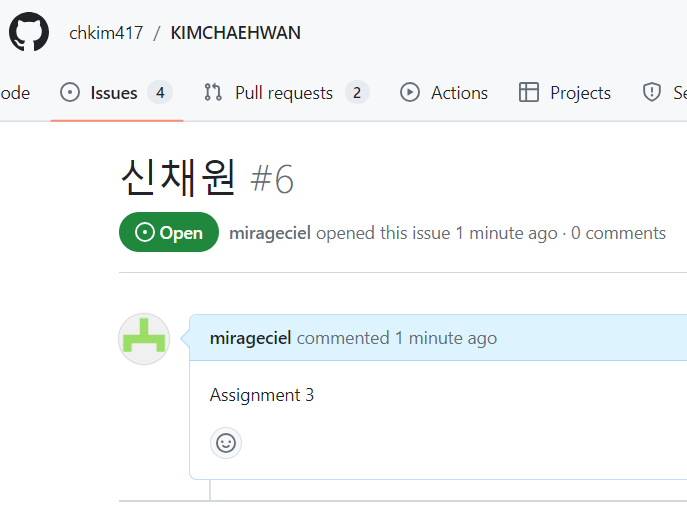 chkim417 / KIMCHAEHWAN
ode Issues 4 Pull requests 2 Actions Projects Se
신채원 #6
Open mirageciel opened this issue 1 minute ago · 0 comments
mirageciel commented 1 minute ago
Assignment 3